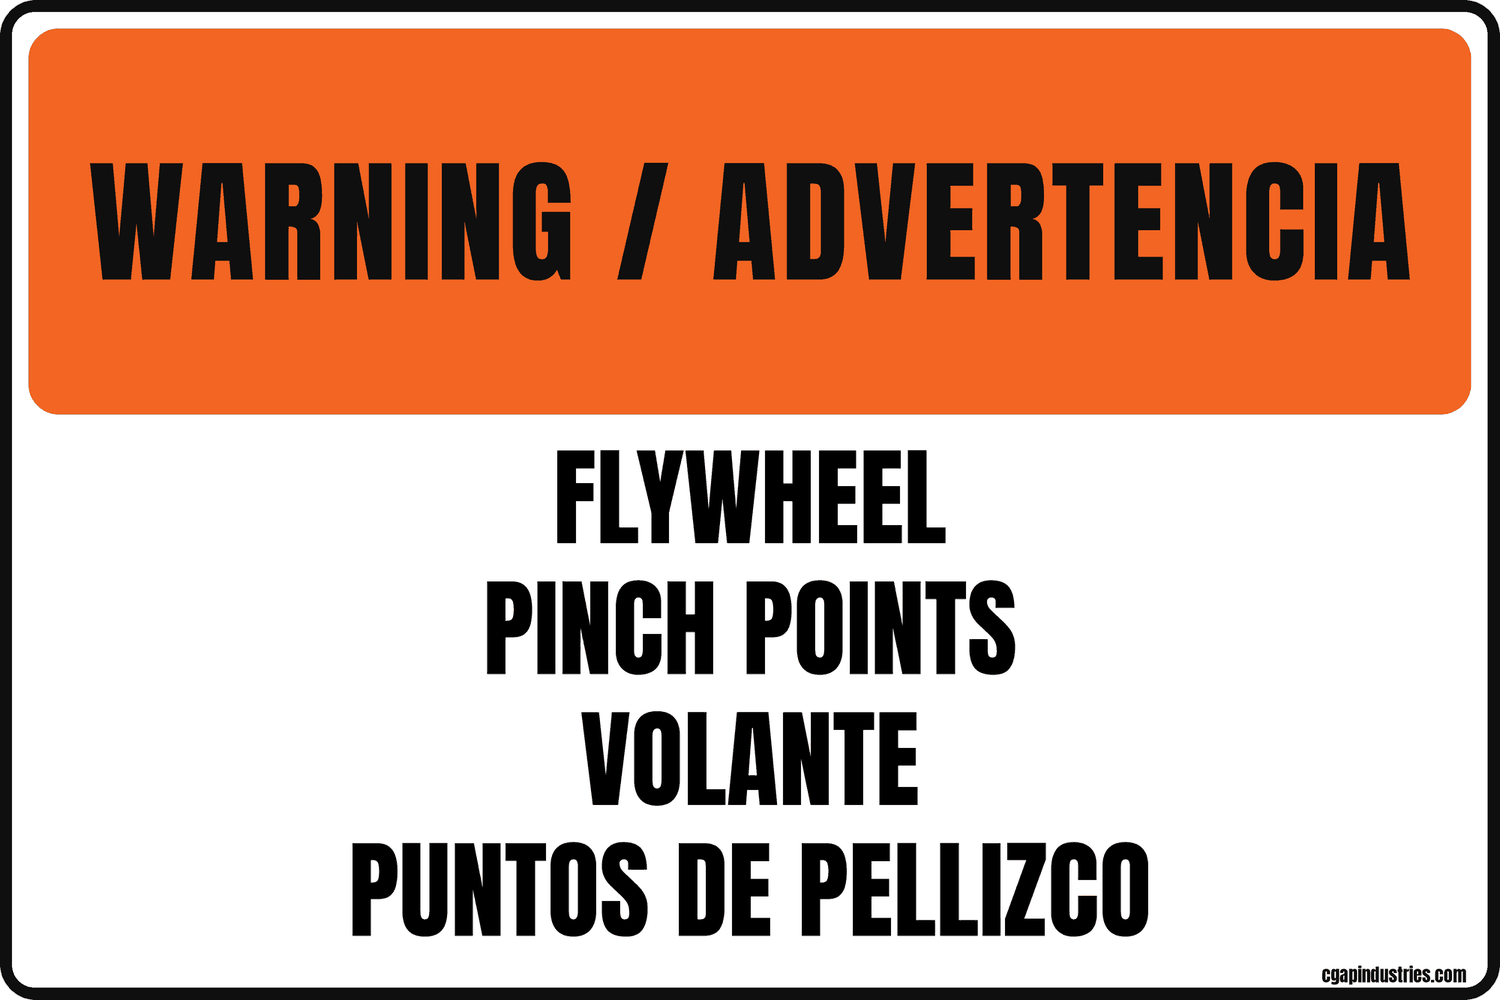 WARNING / ADVERTENCIA
FLYWHEEL
PINCH POINTS
VOLANTE
PUNTOS DE PELLIZCO
cgapindustries.com